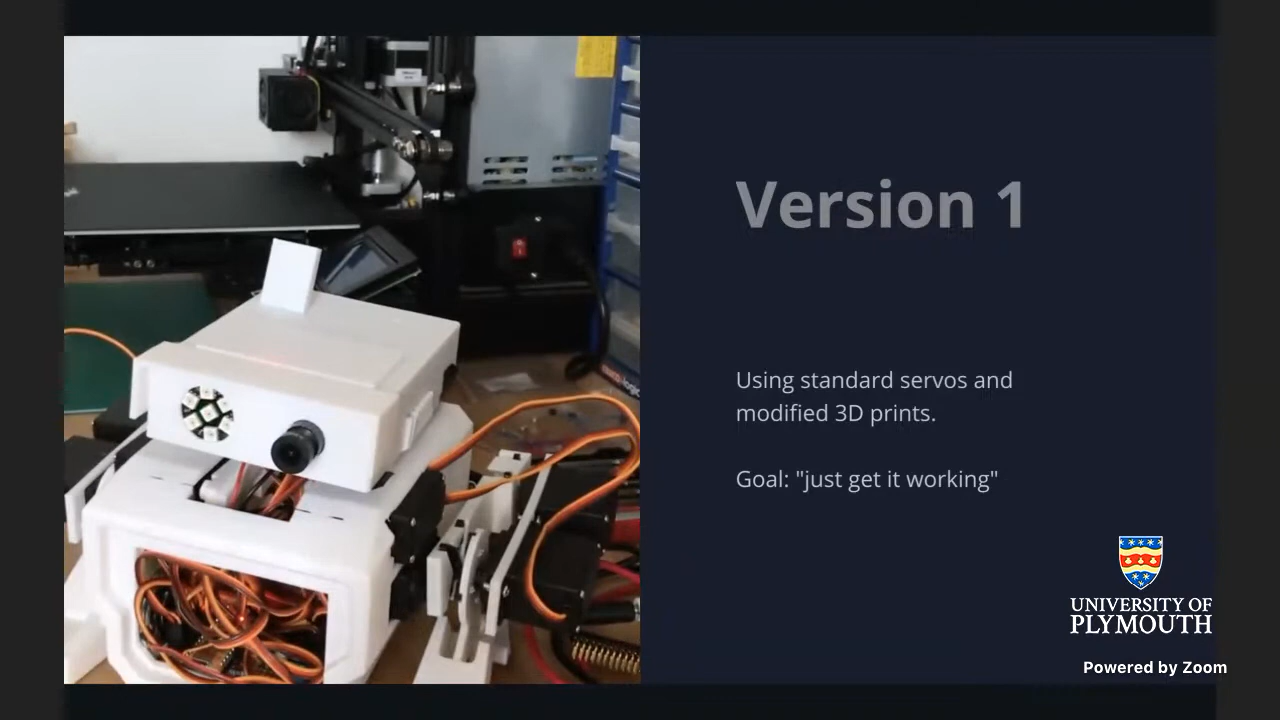 Version 1
Using standard servos and
modified 3D prints.
Goal: "just get it working"
UNIVERSITY OF
PLYMOUTH
Powered by Zoom